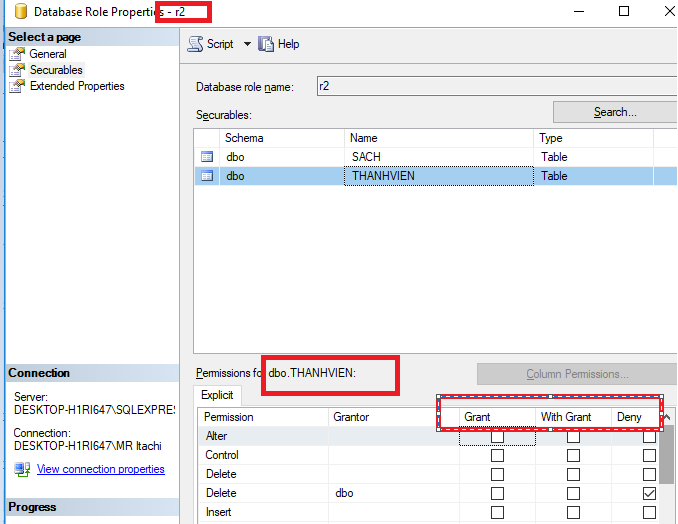 Database Role Properties - r2
Select a page
General
Securables
Extended Properties
Script
Help
Database role name:
r2
Securables:
Search...
Schema Name Type
dbo SACH Table
dbo THANHVIEN Table
Permissions fo dbo.THANHVIEN:
Column Permissions...
Explicit
Permission Grantor Grant With Grant Deny
Alter
Control
Delete
Delete dbo
Insert
Connection
Server:
DESKTOP-H1RI647\SQLEXPRES
Connection:
DESKTOP-H1RI647\MR Itachi
View connection properties
Progress